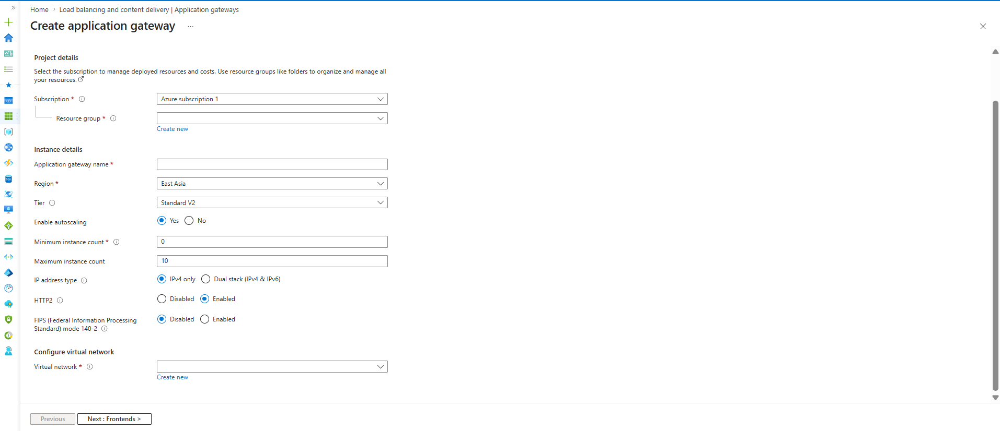 Home > Load balancing and content delivery | Application gateways
Create application gateway ...
Project details
Select the subscription to manage deployed resources and costs. Use resource groups like folders to organize and manage all
your resources.
Subscription * Azure subscription 1
Resource group *
Create new
Instance details
Application gateway name *
Region * East Asia
Tier Standard V2
Enable autoscaling Yes No
Minimum instance count * 0
Maximum instance count 10
IP address type IPv4 only Dual stack (IPv4 & IPv6)
HTTP2 Disabled Enabled
FIPS (Federal Information Processing Disabled Enabled
Standard) mode 140-2
Configure virtual network
Virtual network *
Create new
Previous Next : Frontends >